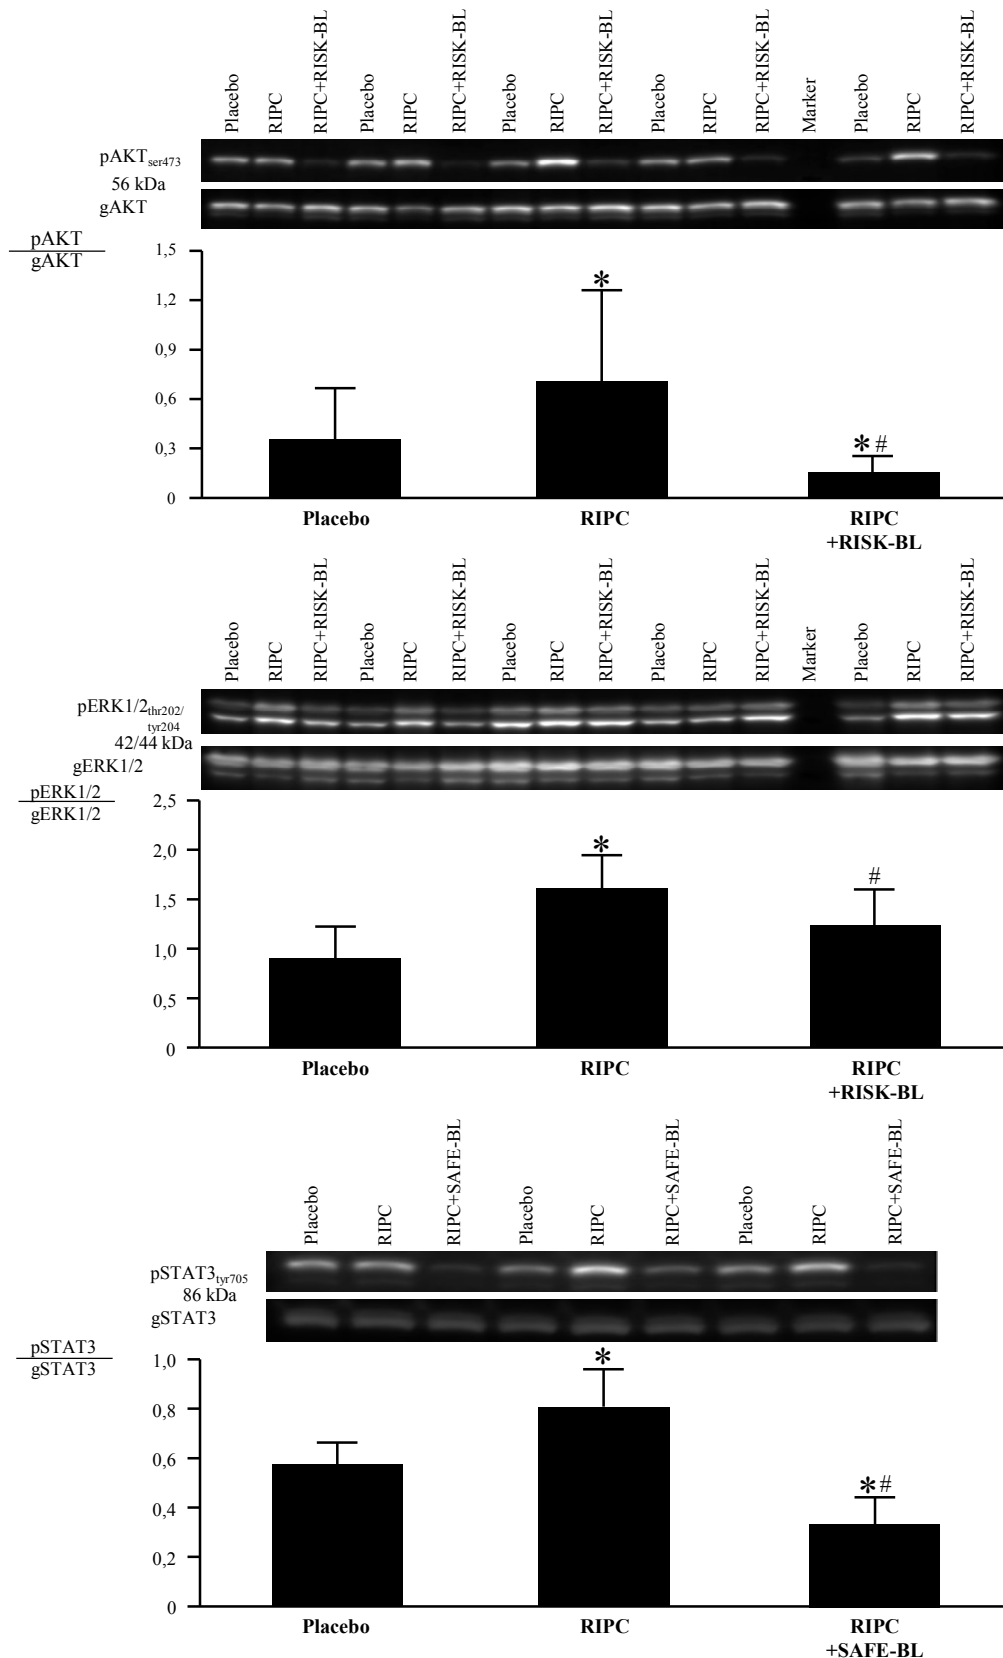 Placebo RIPC RIPC+RISK-BL Placebo RIPC RIPC+RISK-BL Placebo RIPC RIPC+RISK-BL Placebo RIPC RIPC+RISK-BL Marker Placebo RIPC RIPC+RISK-BL
pAKTser473
56 kDa
gAKT
pAKT
gAKT
1,5
*
1,2
0,9
0,6
*#
0,3
0
Placebo RIPC RIPC
+RISK-BL
Placebo RIPC RIPC+RISK-BL Placebo RIPC RIPC+RISK-BL Placebo RIPC RIPC+RISK-BL Placebo RIPC RIPC+RISK-BL Marker Placebo RIPC RIPC+RISK-BL
pERK1/2thr202/
tyr204
42/44 kDa
gERK1/2
pERK1/2
gERK1/2
2,5
*
2,0
#
1,5
1,0
0,5
0
Placebo RIPC RIPC
+RISK-BL
Placebo RIPC RIPC+SAFE-BL Placebo RIPC RIPC+SAFE-BL Placebo RIPC RIPC+SAFE-BL
pSTAT3tyr705
86 kDa
gSTAT3
pSTAT3
gSTAT3
1,0
*
0,8
0,6
*#
0,4
0,2
0
Placebo RIPC RIPC
+SAFE-BL